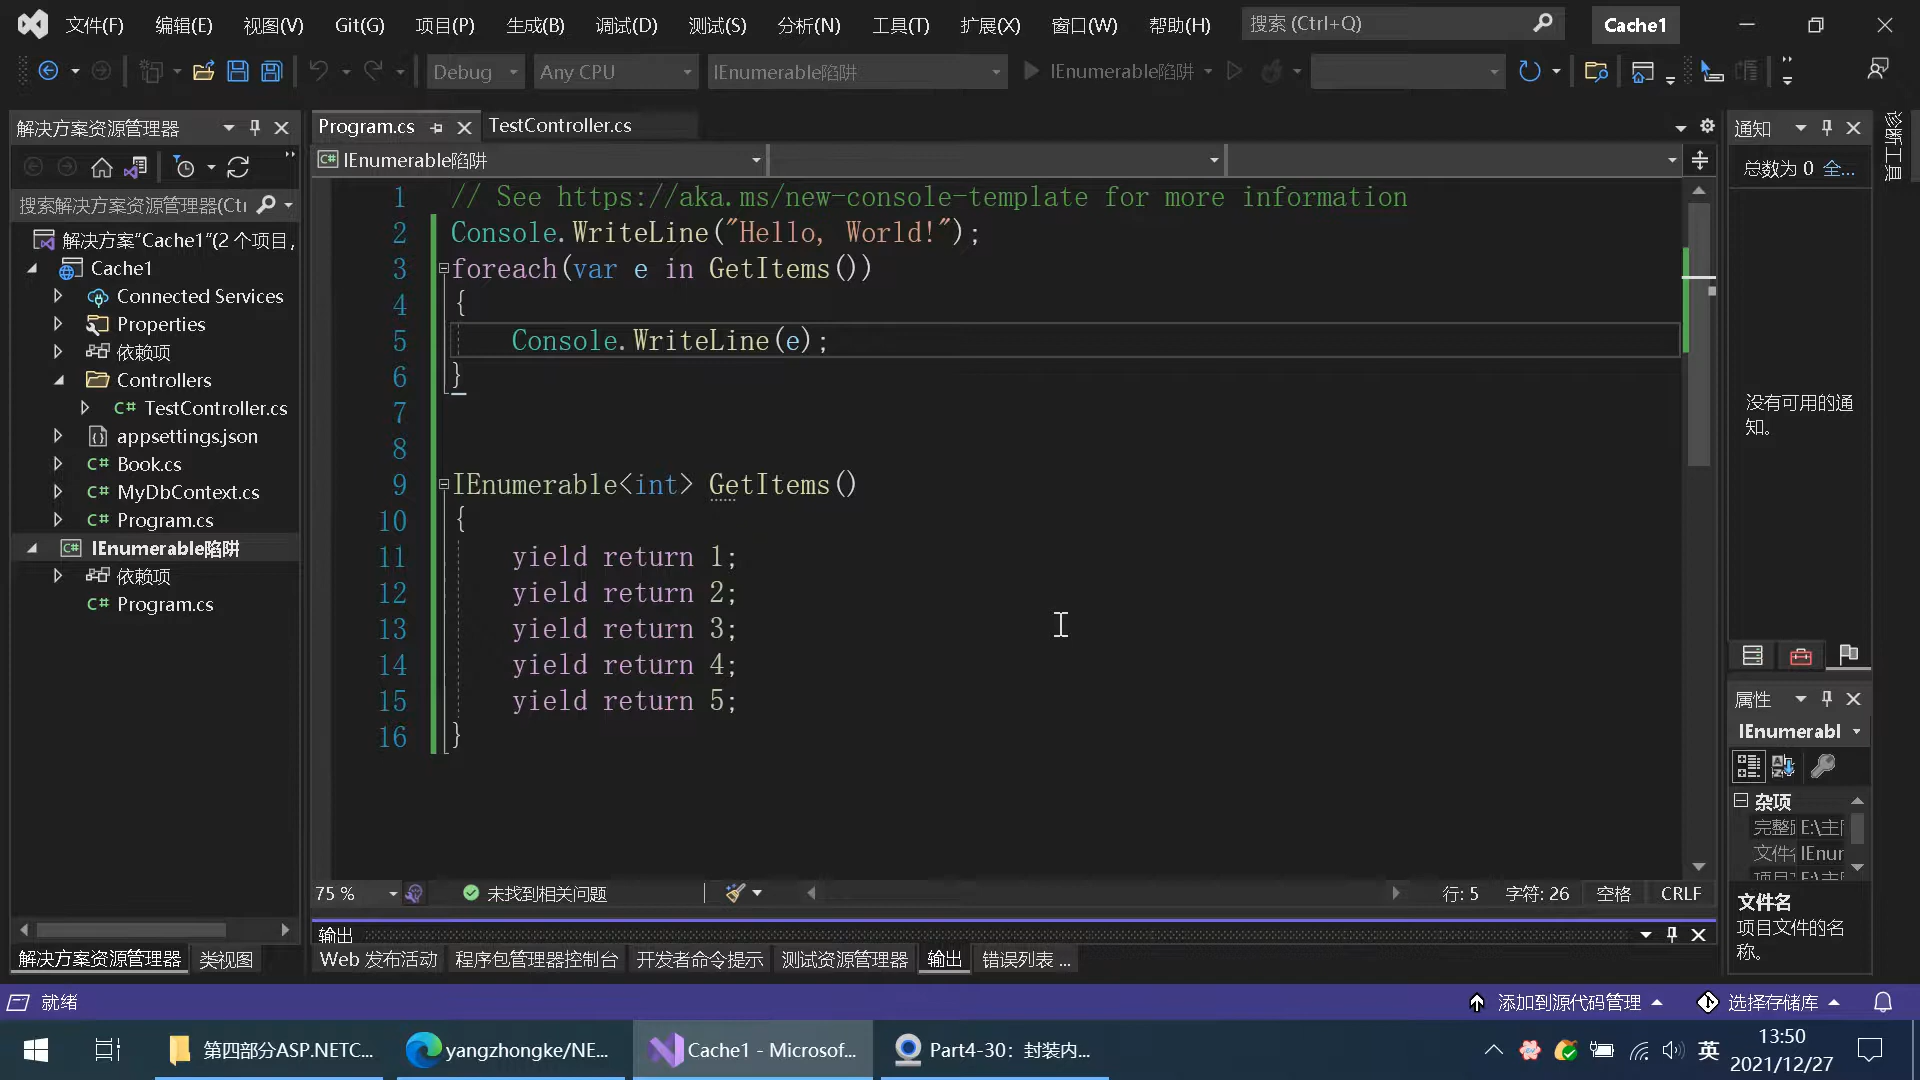 文件(F) 编辑(E) 视图(V) Git(G) 项目(P) 生成(B) 调试(D) 测试(S) 分析(N) 工具(T) 扩展(X) 窗口(W) 帮助(H) 搜索 (Ctrl+Q) Cache1
Debug Any CPU IEnumerable陷阱 IEnumerable陷阱
解决方案资源管理器
搜索解决方案资源管理器(Ctrl
解决方案"Cache1"(2 个项目,
Cache1
Connected Services
Properties
依赖项
Controllers
C# TestController.cs
appsettings.json
C# Book.cs
C# MyDbContext.cs
C# Program.cs
C# IEnumerable陷阱
依赖项
C# Program.cs
解决方案资源管理器 类视图
Program.cs TestController.cs
C# IEnumerable陷阱
1 // See https://aka.ms/new-console-template for more information
2 Console.WriteLine("Hello, World!");
3 foreach(var e in GetItems())
4 {
5 Console.WriteLine(e);
6 }
7
8
9 IEnumerable<int> GetItems()
10 {
11 yield return 1;
12 yield return 2;
13 yield return 3;
14 yield return 4;
15 yield return 5;
16 }
75 % 未找到相关问题 行: 5 字符: 26 空格 CRLF
输出
Web 发布活动 程序包管理器控制台 开发者命令提示 测试资源管理器 输出 错误列表 ...
通知
总数为 0 全...
没有可用的通
知。
诊断工具
属性
IEnumerabl
杂项
E:\主
文件 IEnur
文件名
项目文件的名
称。
就绪 添加到源代码管理 选择存储库
第四部分ASP.NETC... yangzhongke/NE... Cache1 - Microsof... Part4-30：封装内... 英 13:50
2021/12/27